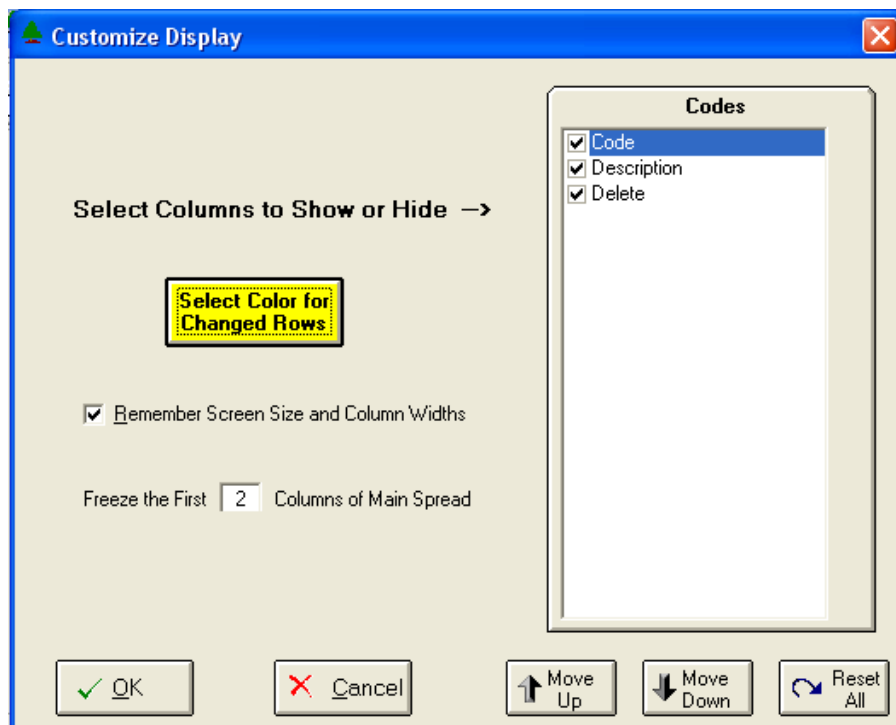 Customize Display
Codes
Code
Description
Delete
Select Columns to Show or Hide –>
Select Color for
Changed Rows
Remember Screen Size and Column Widths
Freeze the First 2 Columns of Main Spread
OK
Cancel
Move
Up
Move
Down
Reset
All